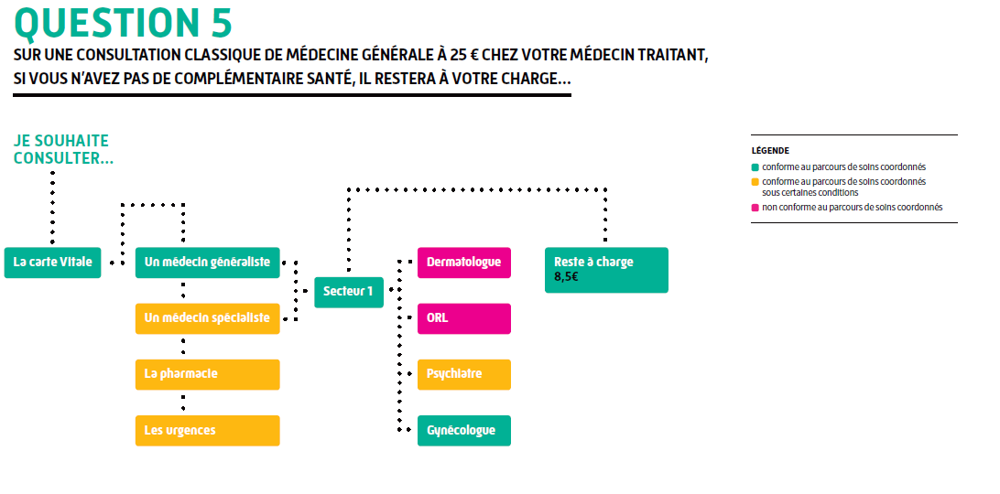 QUESTION 5
SUR UNE CONSULTATION CLASSIQUE DE MÉDECINE GÉNÉRALE À 25 € CHEZ VOTRE MÉDECIN TRAITANT,
SI VOUS N'AVEZ PAS DE COMPLÉMENTAIRE SANTÉ, IL RESTERA À VOTRE CHARGE...
JE SOUHAITE
CONSULTER...
LÉGENDE
conforme au parcours de soins coordonnés
conforme au parcours de soins coordonnés
sous certaines conditions
non conforme au parcours de soins coordonnés
La carte Vitale
Un médecin généraliste
Un médecin spécialiste
La pharmacie
Les urgences
Secteur 1
Dermatologue
ORL
Psychiatre
Gynécologue
Reste à charge
8,5€